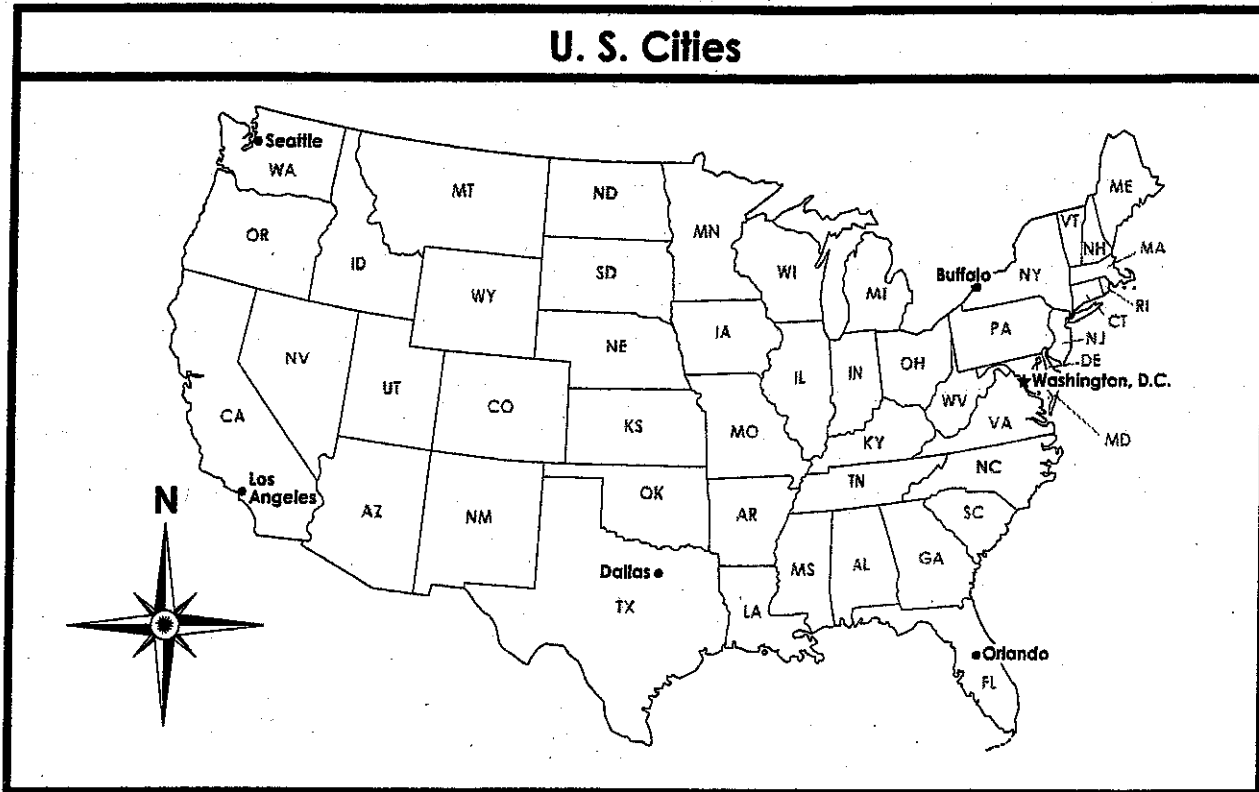 U. S. Cities
Seattle
WA
MT
ND
MN
ME
VT
NH
MA
OR
ID
SD
WI
MI
Buffalo
NY
WY
RI
CT
IA
PA
NJ
NV
NE
OH
DE
UT
IL
IN
Washington, D.C.
CA
CO
WV
KS
MO
VA
KY
MD
Los
Angeles
N
NC
TN
OK
AZ
NM
AR
SC
GA
MS
AL
Dallas
TX
LA
Orlando
FL